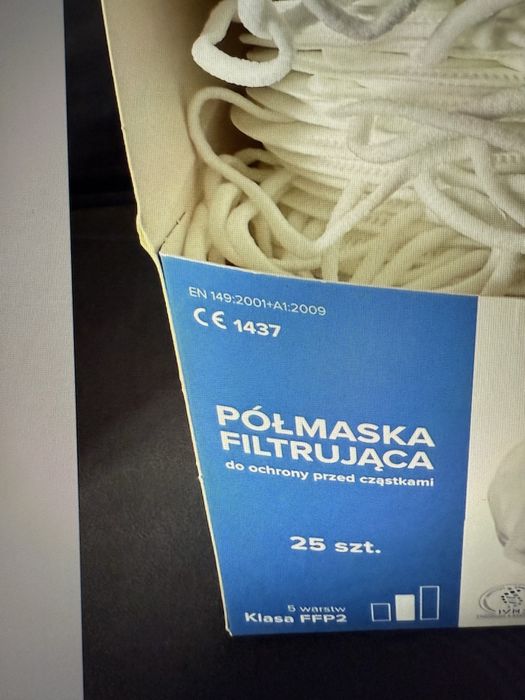 EN 149:2001+A1:2009
CE 1437
PÓŁMASKA
FILTRUJĄCA
do ochrony przed cząstkami
25 szt.
5 warstw
Klasa FFP2